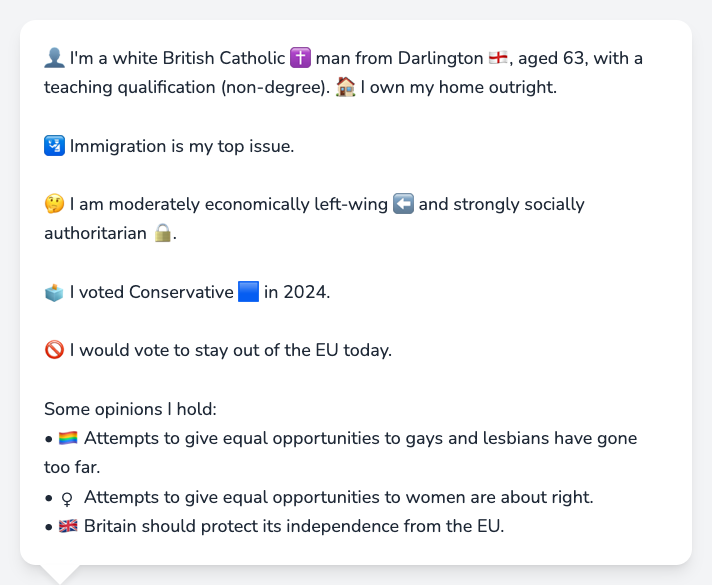 👤 I'm a white British Catholic ✝️ man from Darlington 🏴󠁧󠁢󠁥󠁮󠁧󠁿, aged 63, with a
teaching qualification (non-degree). 🏠 I own my home outright.
🛂 Immigration is my top issue.
🤔 I am moderately economically left-wing ⬅️ and strongly socially
authoritarian 🔒.
🗳️ I voted Conservative 🟦 in 2024.
🚫 I would vote to stay out of the EU today.
Some opinions I hold:
• 🏳️‍🌈 Attempts to give equal opportunities to gays and lesbians have gone
too far.
• ♀ Attempts to give equal opportunities to women are about right.
• 🇬🇧 Britain should protect its independence from the EU.